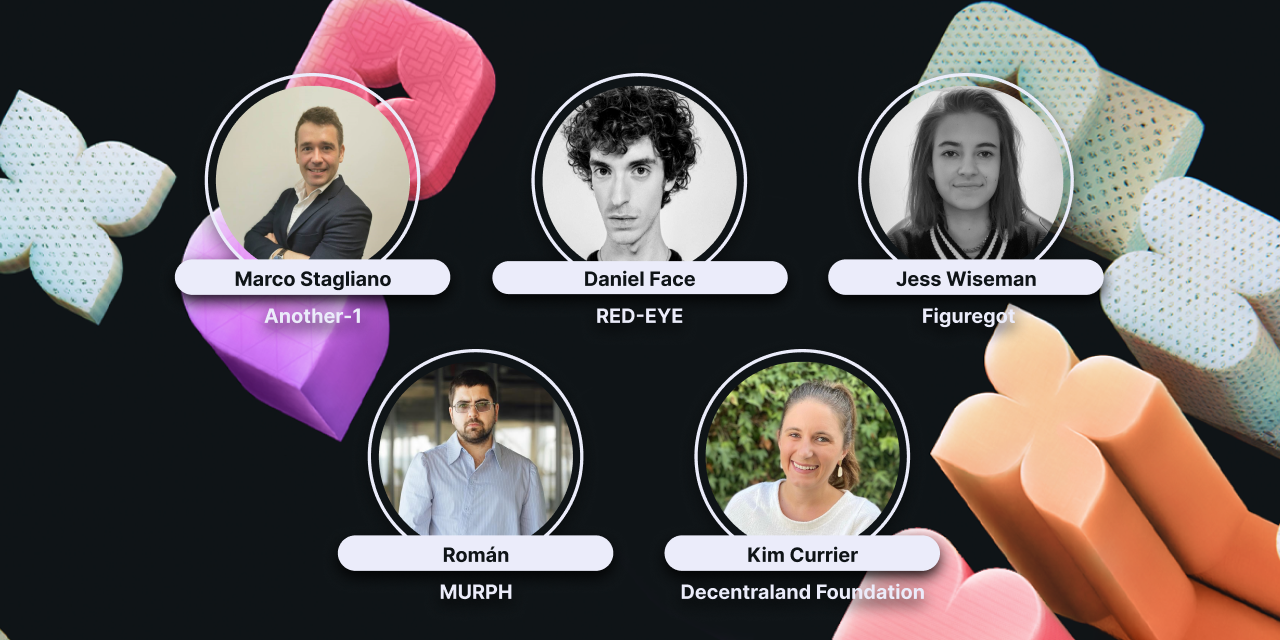 Marco Stagliano
Another-1
Daniel Face
RED-EYE
Jess Wiseman
Figuregot
Román
MURPH
Kim Currier
Decentraland Foundation